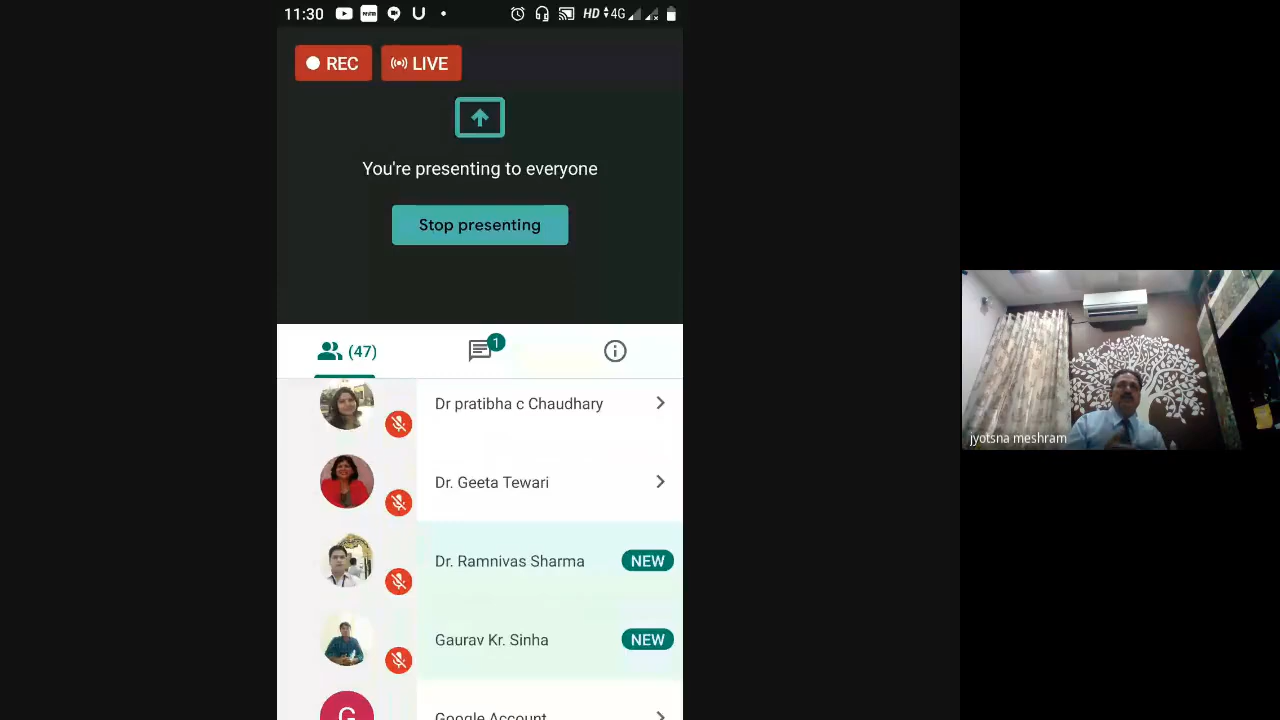 11:30
HD 4G
REC LIVE
You're presenting to everyone
Stop presenting
(47) 1
Dr pratibha c Chaudhary
Dr. Geeta Tewari
Dr. Ramnivas Sharma NEW
Gaurav Kr. Sinha NEW
G Google Account
jyotsna meshram